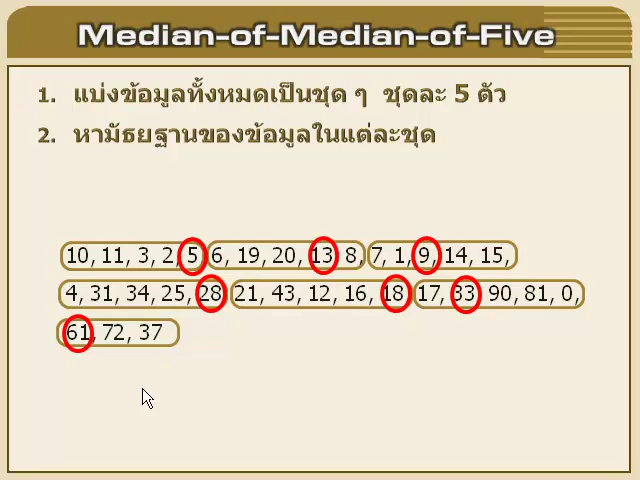 Median-of-Median-of-Five
1. แบ่งข้อมูลทั้งหมดเป็นชุด ๆ ชุดละ 5 ตัว
2. หามัธยฐานของข้อมูลในแต่ละชุด
10, 11, 3, 2, 5, 6, 19, 20, 13, 8, 7, 1, 9, 14, 15,
4, 31, 34, 25, 28, 21, 43, 12, 16, 18, 17, 33, 90, 81, 0,
61, 72, 37